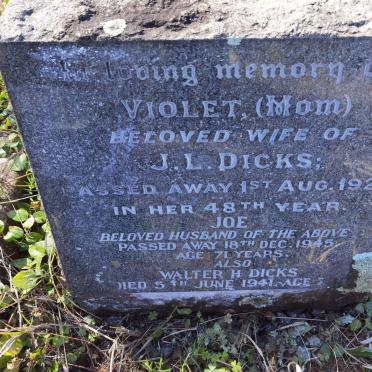 In loving memory of
VIOLET, (MOM)
BELOVED WIFE OF
J.L. DICKS;
PASSED AWAY 1ST AUG. 192
IN HER 48TH YEAR.
JOE
BELOVED HUSBAND OF THE ABOVE
PASSED AWAY 18TH DEC. 1945
AGE 71 YEARS.
ALSO
WALTER H DICKS
DIED 5TH JUNE 1941. AGE